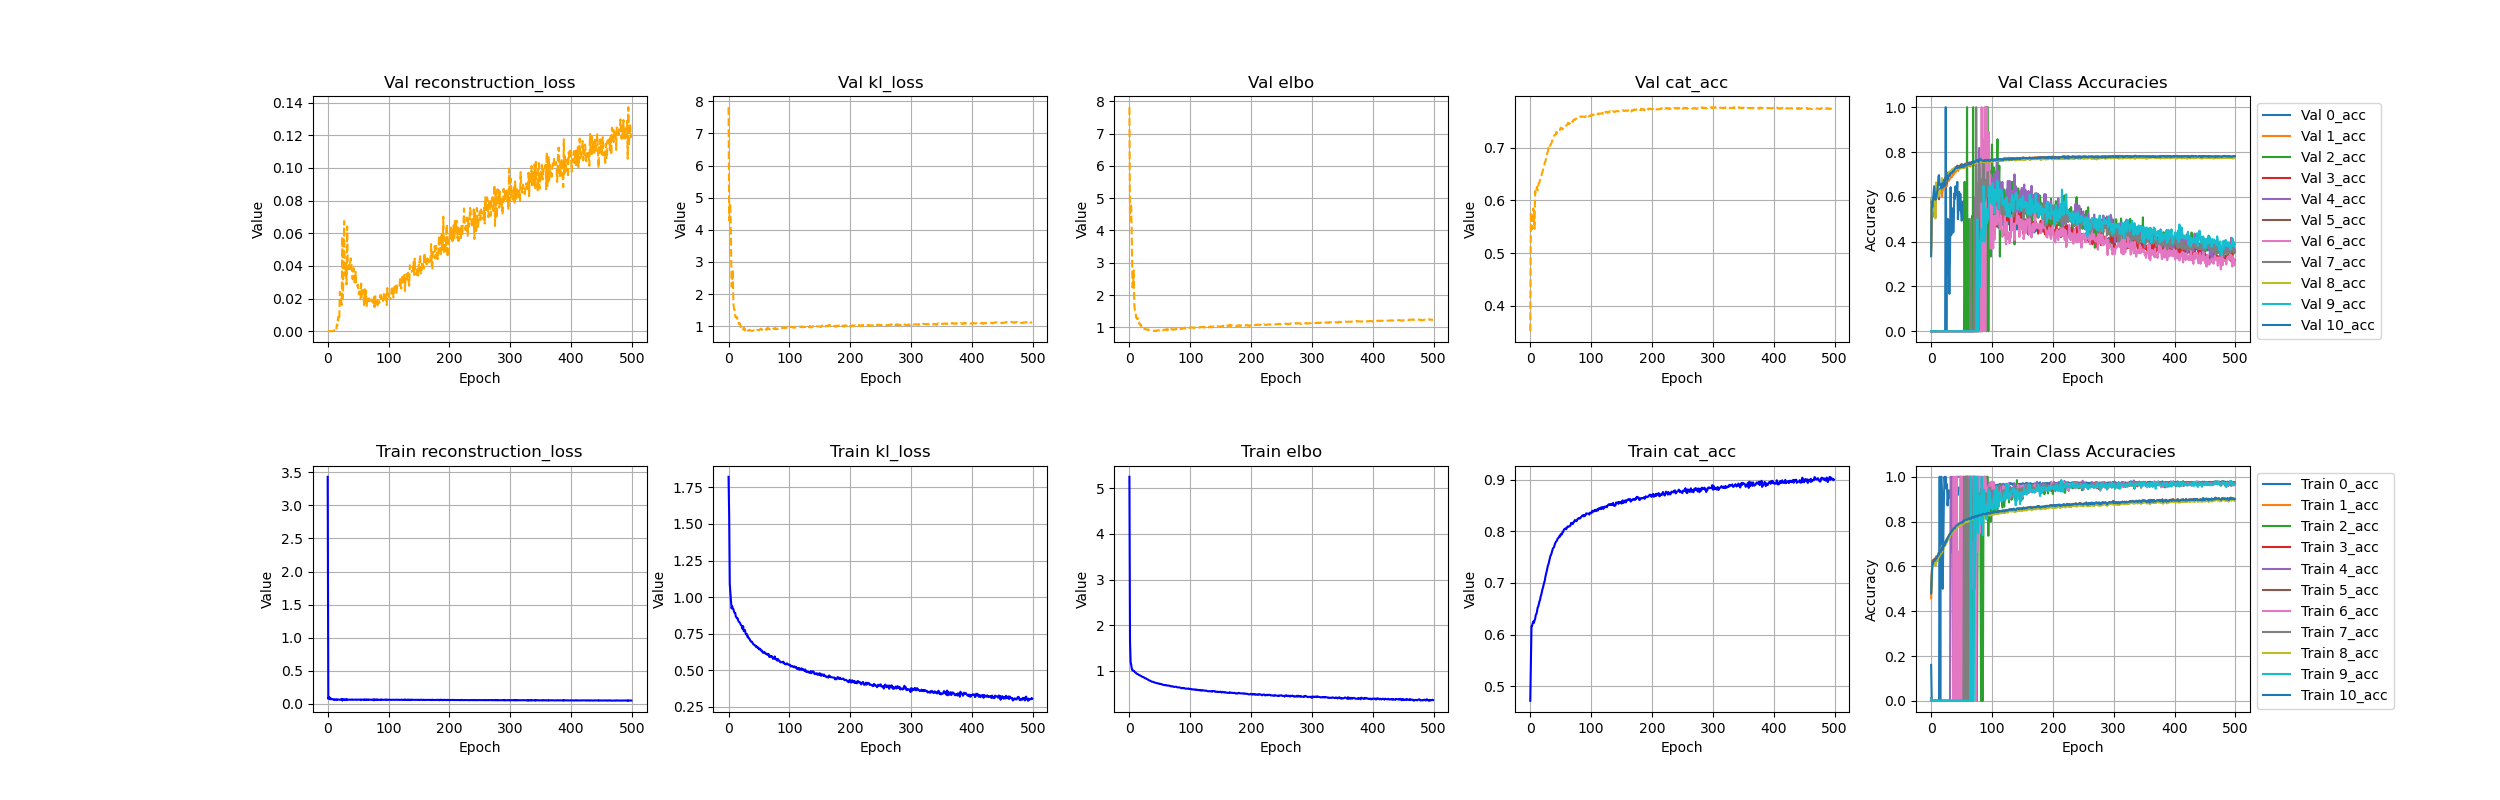 Val reconstruction_loss
Value
0.14
0.12
0.10
0.08
0.06
0.04
0.02
0.00
0 100 200 300 400 500
Epoch
Val kl_loss
Value
8
7
6
5
4
3
2
1
0 100 200 300 400 500
Epoch
Val elbo
Value
8
7
6
5
4
3
2
1
0 100 200 300 400 500
Epoch
Val cat_acc
Value
0.7
0.6
0.5
0.4
0 100 200 300 400 500
Epoch
Val Class Accuracies
Accuracy
1.0
0.8
0.6
0.4
0.2
0.0
0 100 200 300 400 500
Epoch
Val 0_acc
Val 1_acc
Val 2_acc
Val 3_acc
Val 4_acc
Val 5_acc
Val 6_acc
Val 7_acc
Val 8_acc
Val 9_acc
Val 10_acc
Train reconstruction_loss
Value
3.5
3.0
2.5
2.0
1.5
1.0
0.5
0.0
0 100 200 300 400 500
Epoch
Train kl_loss
Value
1.75
1.50
1.25
1.00
0.75
0.50
0.25
0 100 200 300 400 500
Epoch
Train elbo
Value
5
4
3
2
1
0 100 200 300 400 500
Epoch
Train cat_acc
Value
0.9
0.8
0.7
0.6
0.5
0 100 200 300 400 500
Epoch
Train Class Accuracies
Accuracy
1.0
0.8
0.6
0.4
0.2
0.0
0 100 200 300 400 500
Epoch
Train 0_acc
Train 1_acc
Train 2_acc
Train 3_acc
Train 4_acc
Train 5_acc
Train 6_acc
Train 7_acc
Train 8_acc
Train 9_acc
Train 10_acc